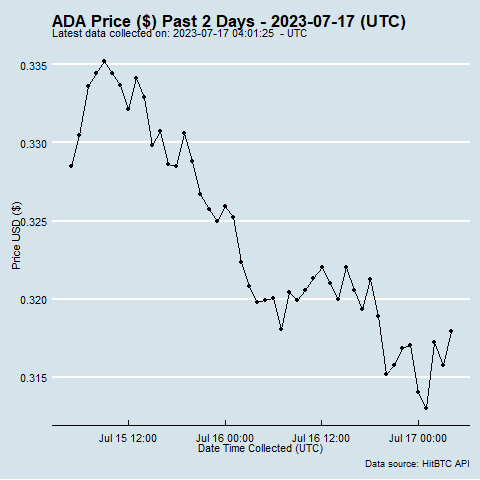 ADA Price ($) Past 2 Days - 2023-07-17 (UTC)
Latest data collected on: 2023-07-17 04:01:25 - UTC
0.335
0.330
0.325
0.320
0.315
Price USD ($)
Jul 15 12:00 Jul 16 00:00 Jul 16 12:00 Jul 17 00:00
Date Time Collected (UTC)
Data source: HitBTC API